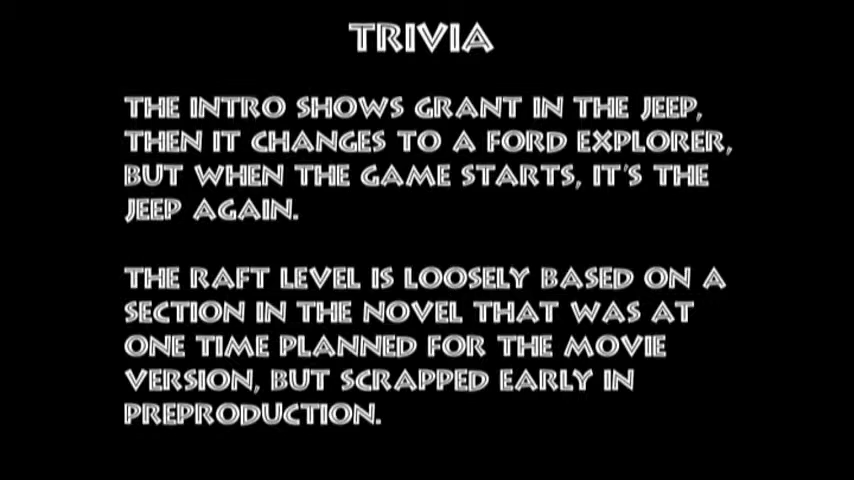 TRIVIA
THE INTRO SHOWS GRANT IN THE JEEP,
THEN IT CHANGES TO A FORD EXPLORER,
BUT WHEN THE GAME STARTS, IT'S THE
JEEP AGAIN.
THE RAFT LEVEL IS LOOSELY BASED ON A
SECTION IN THE NOVEL THAT WAS AT
ONE TIME PLANNED FOR THE MOVIE
VERSION, BUT SCRAPPED EARLY IN
PREPRODUCTION.